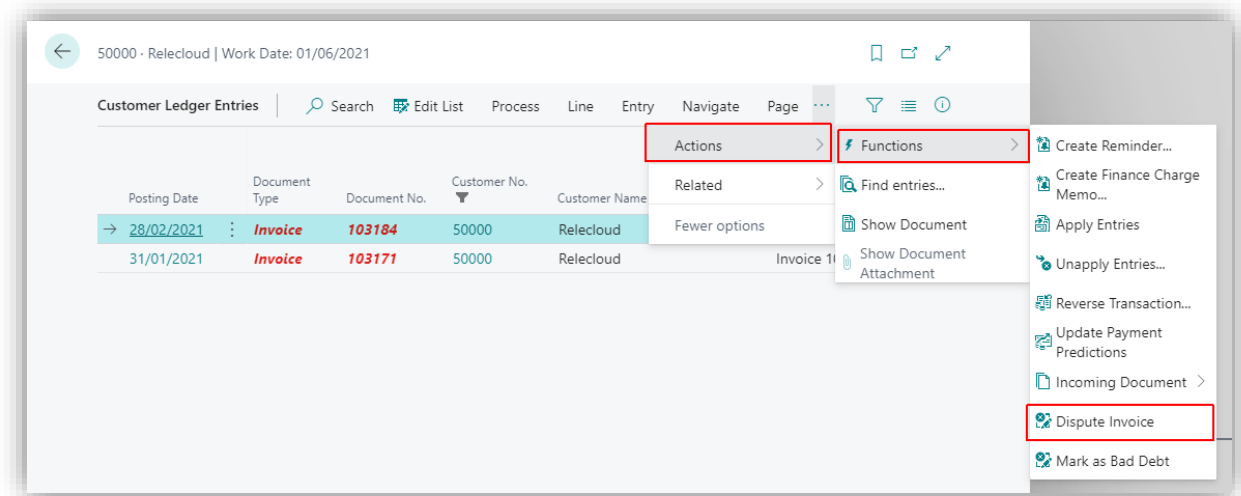 50000 · Relecloud | Work Date: 01/06/2021
Customer Ledger Entries Search Edit List Process Line Entry Navigate Page ···
Actions
Related
Fewer options
Functions
Find entries...
Show Document
Show Document
Attachment
Create Reminder...
Create Finance Charge
Memo...
Apply Entries
Unapply Entries...
Reverse Transaction...
Update Payment
Predictions
Incoming Document
Dispute Invoice
Mark as Bad Debt
Posting Date Document
Type Document No. Customer No. Customer Name
28/02/2021 Invoice 103184 50000 Relecloud
31/01/2021 Invoice 103171 50000 Relecloud Invoice